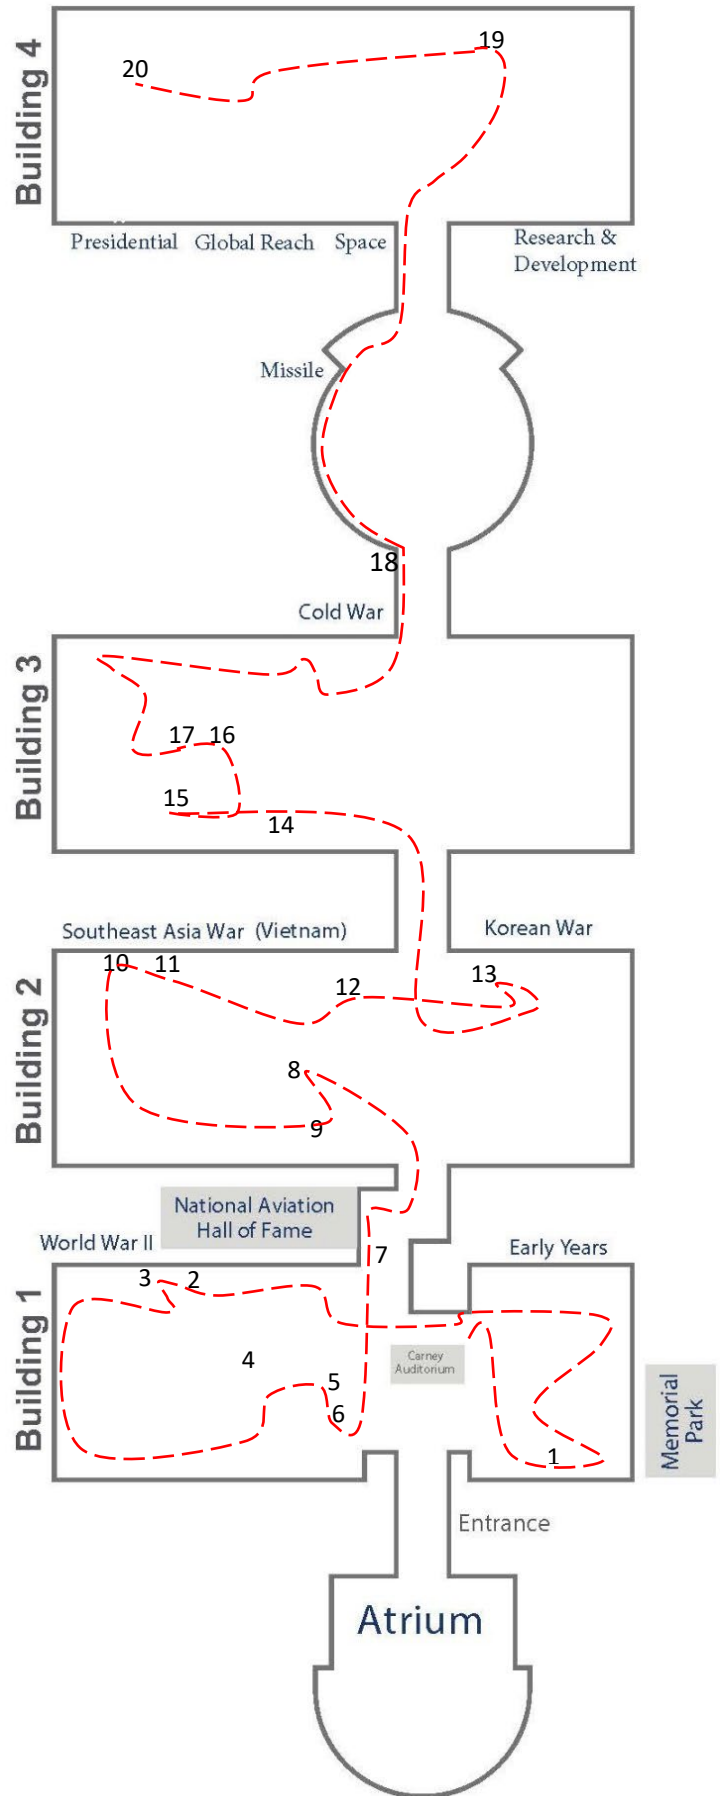 Building 4
19
20
Presidential
Global Reach
Space
Research &
Development
Missile
18
Cold War
Building 3
17
16
15
14
Southeast Asia War (Vietnam)
Korean War
Building 2
10
11
12
13
8
9
National Aviation
Hall of Fame
World War II
7
Early Years
Building 1
3
2
4
Carney
Auditorium
5
6
1
Memorial
Park
Entrance
Atrium